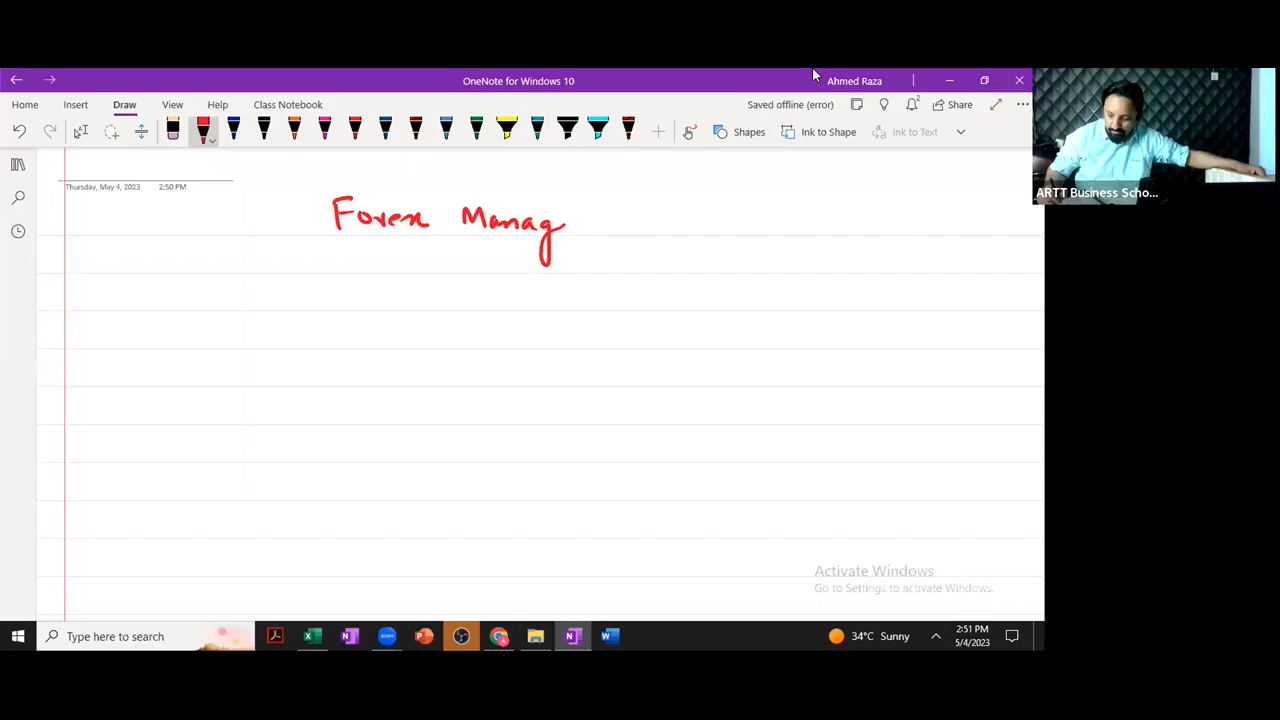 OneNote for Windows 10
Ahmed Raza
Home Insert Draw View Help Class Notebook
Saved offline (error)
2
Share
Shapes
Ink to Shape
Ink to Text
ARTT Business Scho...
Thursday, May 4, 2023 2:50 PM
Forex Manag
Activate Windows
Go to Settings to activate Windows.
Type here to search
zoom
34°C Sunny
2:51 PM
5/4/2023